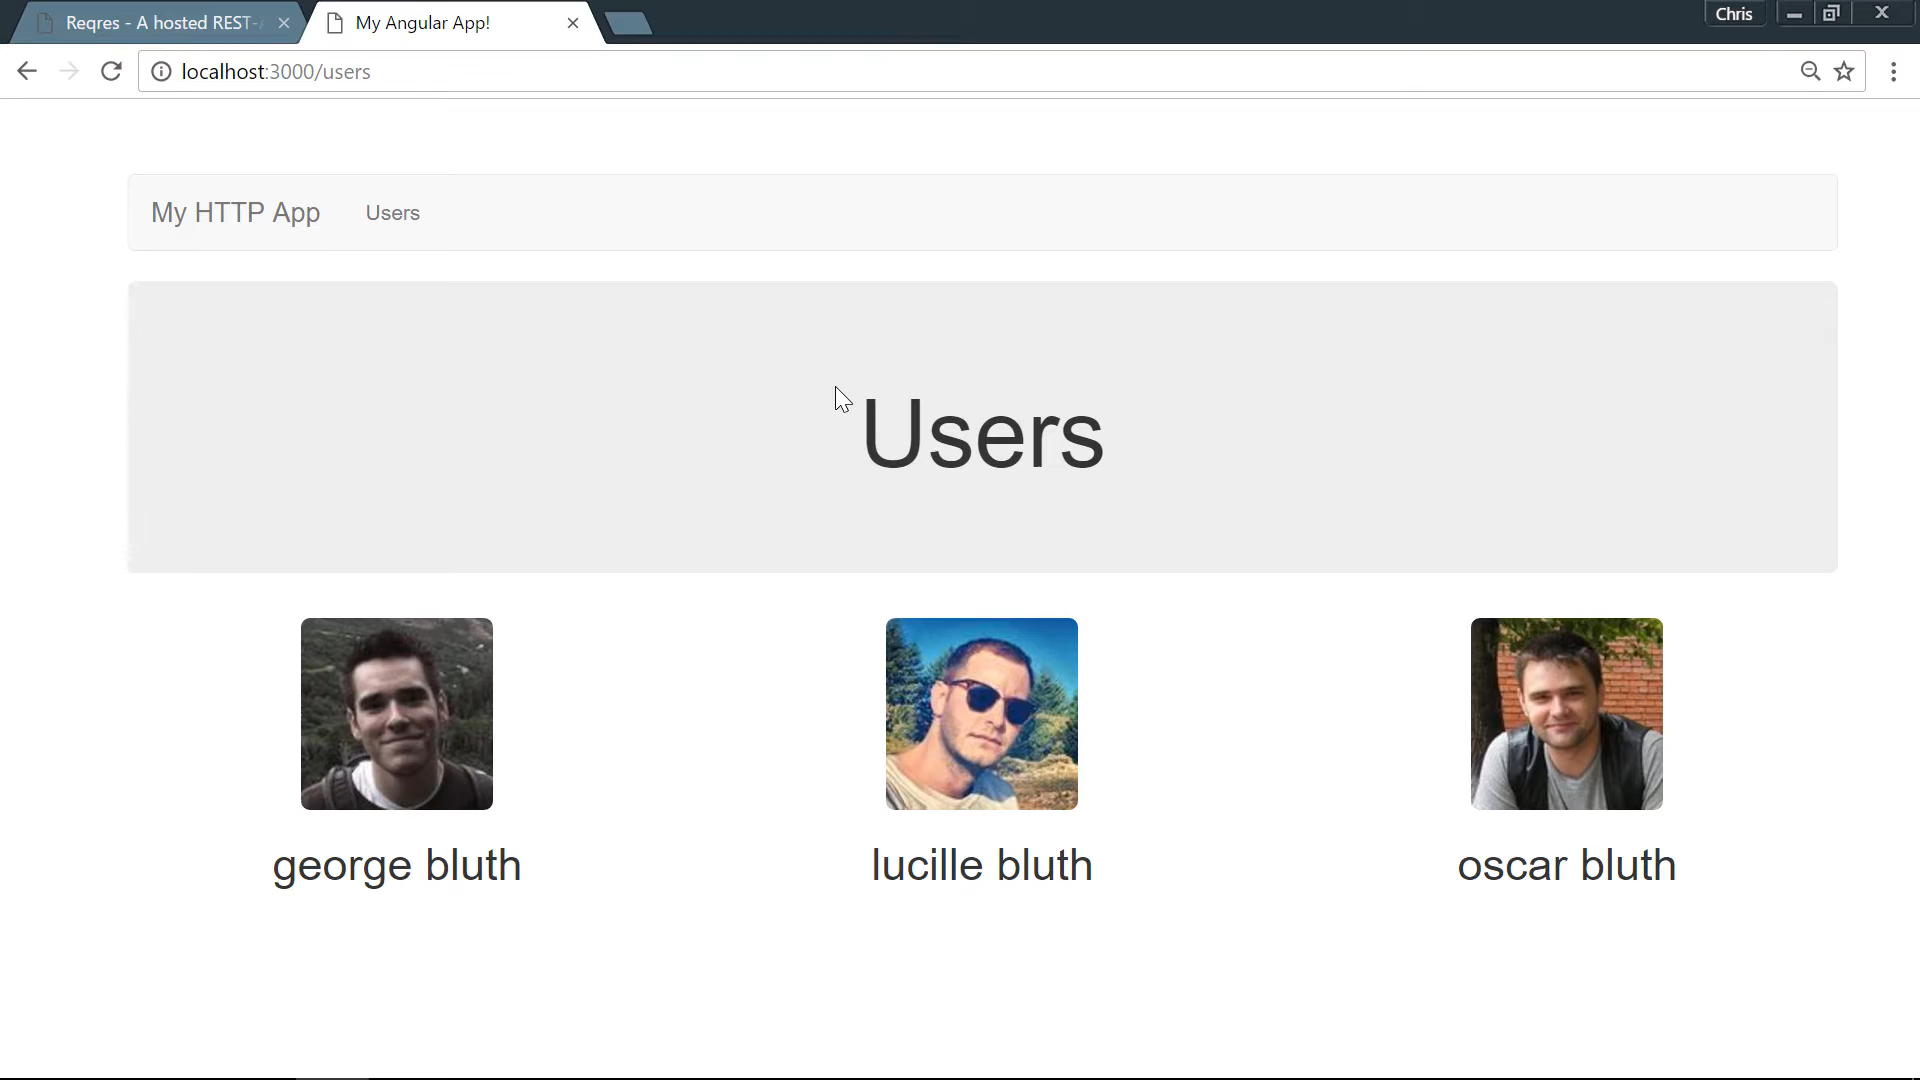 Reqres - A hosted REST-A
My Angular App!
Chris
localhost:3000/users
My HTTP App
Users
Users
george bluth
lucille bluth
oscar bluth